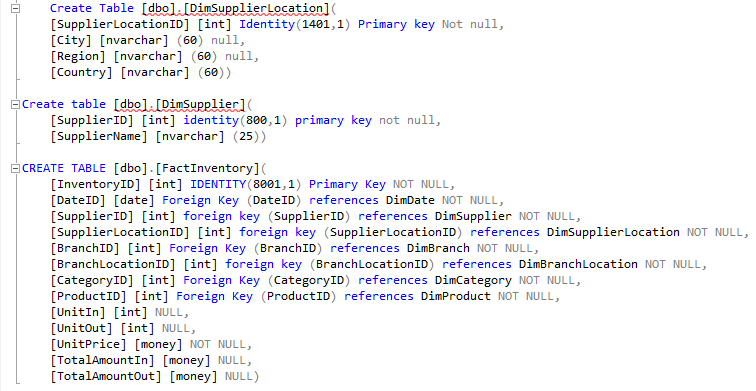 Create Table [dbo].[DimSupplierLocation](
[SupplierLocationID] [int] Identity(1401,1) Primary key Not null,
[City] [nvarchar] (60) null,
[Region] [nvarchar] (60) null,
[Country] [nvarchar] (60))
Create table [dbo].[DimSupplier](
[SupplierID] [int] identity(800,1) primary key not null,
[SupplierName] [nvarchar] (25))
CREATE TABLE [dbo].[FactInventory](
[InventoryID] [int] IDENTITY(8001,1) Primary Key NOT NULL,
[DateID] [date] Foreign Key (DateID) references DimDate NOT NULL,
[SupplierID] [int] foreign key (SupplierID) references DimSupplier NOT NULL,
[SupplierLocationID] [int] foreign key (SupplierLocationID) references DimSupplierLocation NOT NULL,
[BranchID] [int] Foreign Key (BranchID) references DimBranch NOT NULL,
[BranchLocationID] [int] foreign key (BranchLocationID) references DimBranchLocation NOT NULL,
[CategoryID] [int] Foreign Key (CategoryID) references DimCategory NOT NULL,
[ProductID] [int] Foreign Key (ProductID) references DimProduct NOT NULL,
[UnitIn] [int] NULL,
[UnitOut] [int] NULL,
[UnitPrice] [money] NOT NULL,
[TotalAmountIn] [money] NULL,
[TotalAmountOut] [money] NULL)